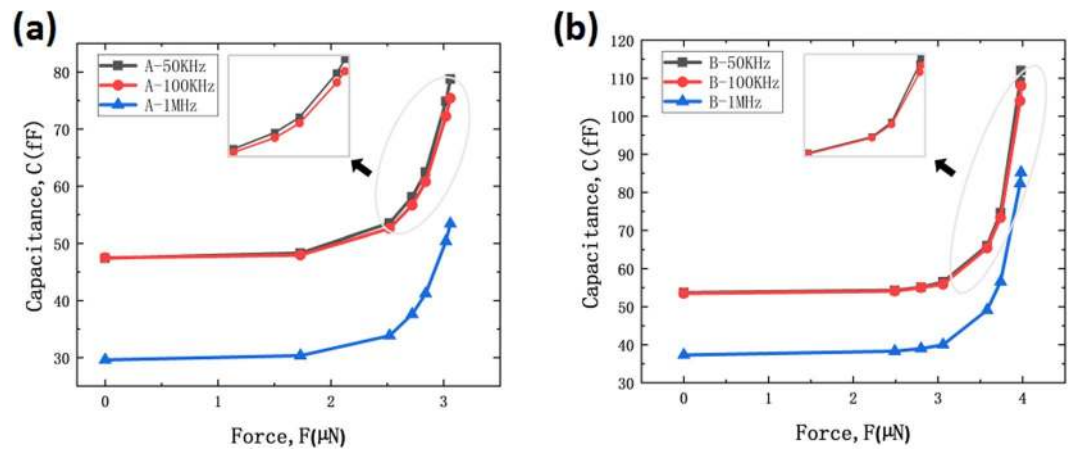 (a)
A-50KHz
A-100KHz
A-1MHz
80
70
60
50
40
30
Capacitance, C(fF)
0 1 2 3
Force, F(μN)
(b)
B-50KHz
B-100KHz
B-1MHz
120
110
100
90
80
70
60
50
40
30
Capacitance, C(fF)
0 1 2 3 4
Force, F(μN)